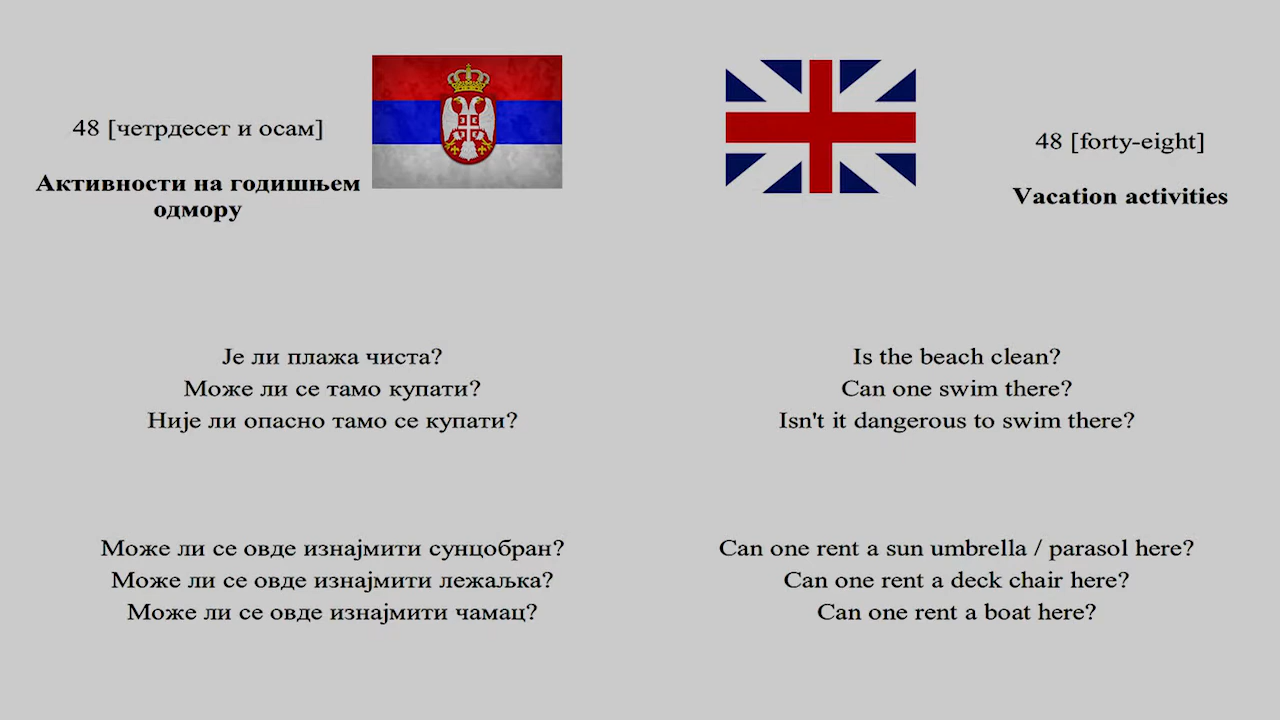 48 [четрдесет и осам]
Активности на годишњем
одмору
48 [forty-eight]
Vacation activities
Је ли плажа чиста?
Може ли се тамо купати?
Није ли опасно тамо се купати?
Is the beach clean?
Can one swim there?
Isn't it dangerous to swim there?
Може ли се овде изнајмити сунцобран?
Може ли се овде изнајмити лежаљка?
Може ли се овде изнајмити чамац?
Can one rent a sun umbrella / parasol here?
Can one rent a deck chair here?
Can one rent a boat here?